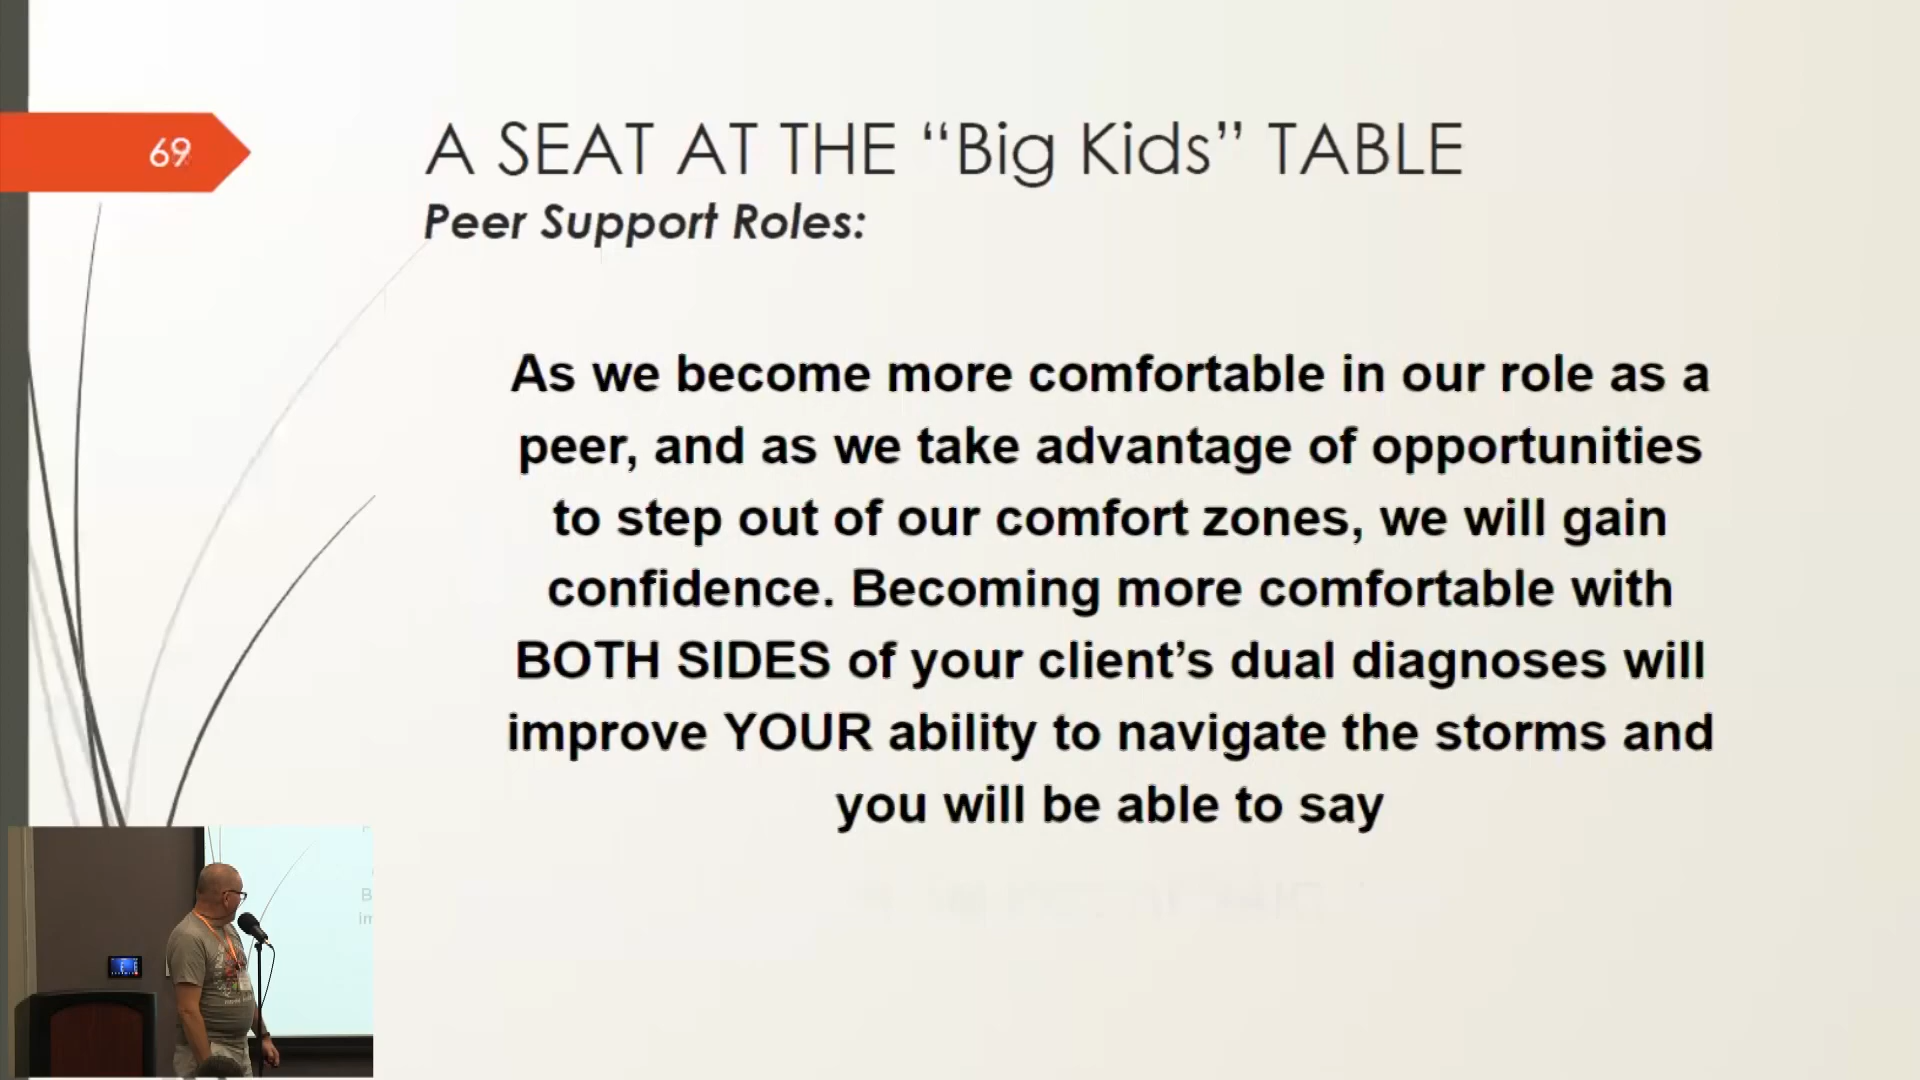 69
A SEAT AT THE “Big Kids” TABLE
Peer Support Roles:
As we become more comfortable in our role as a
peer, and as we take advantage of opportunities
to step out of our comfort zones, we will gain
confidence. Becoming more comfortable with
BOTH SIDES of your client’s dual diagnoses will
improve YOUR ability to navigate the storms and
you will be able to say
B
im